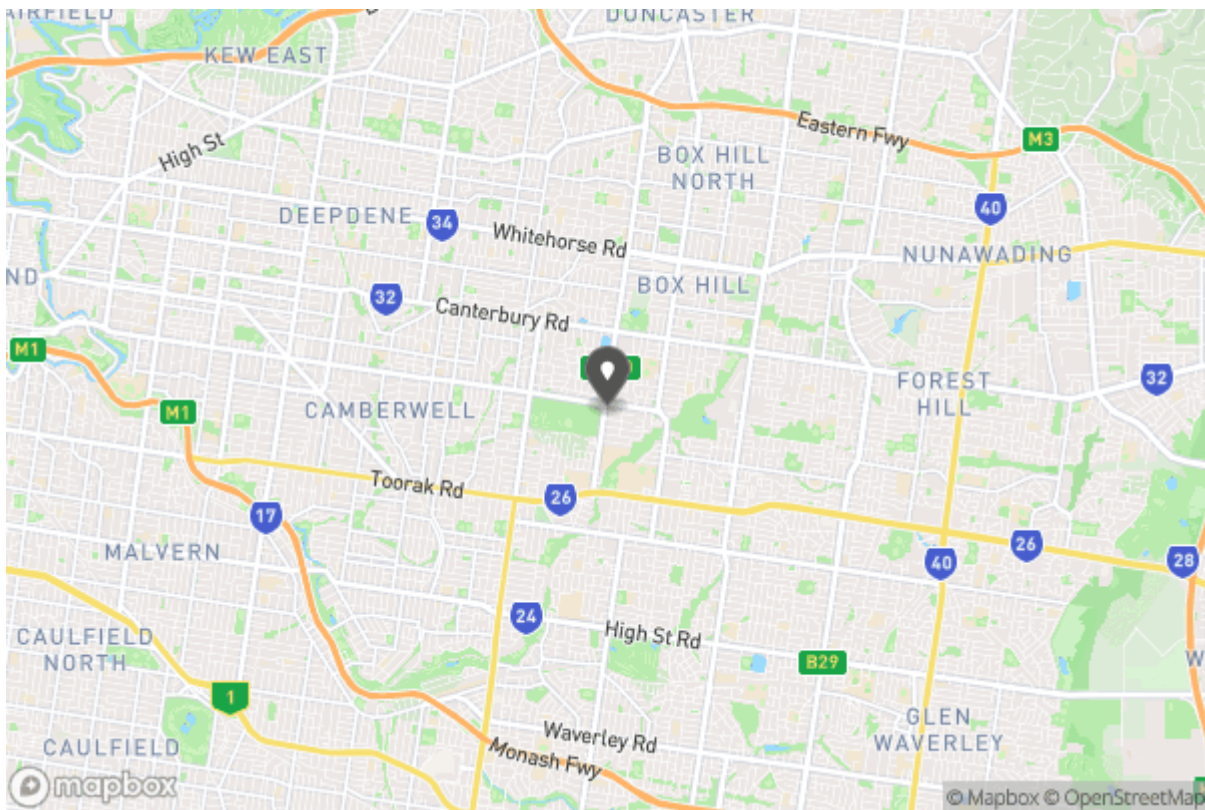 AIRFIELD
DONCASTER
KEW EAST
Eastern Fwy
M3
High St
BOX HILL
NORTH
DEEPDENE
34
40
Whitehorse Rd
NUNAWADING
ND
BOX HILL
32
Canterbury Rd
M1
32
FOREST
HILL
M1
CAMBERWELL
Toorak Rd
26
17
26
MALVERN
40
28
24
CAULFIELD
NORTH
High St Rd
B29
W
1
GLEN
WAVERLEY
Waverley Rd
CAULFIELD
Monash Fwy
mapbox
© Mapbox © OpenStreetMap